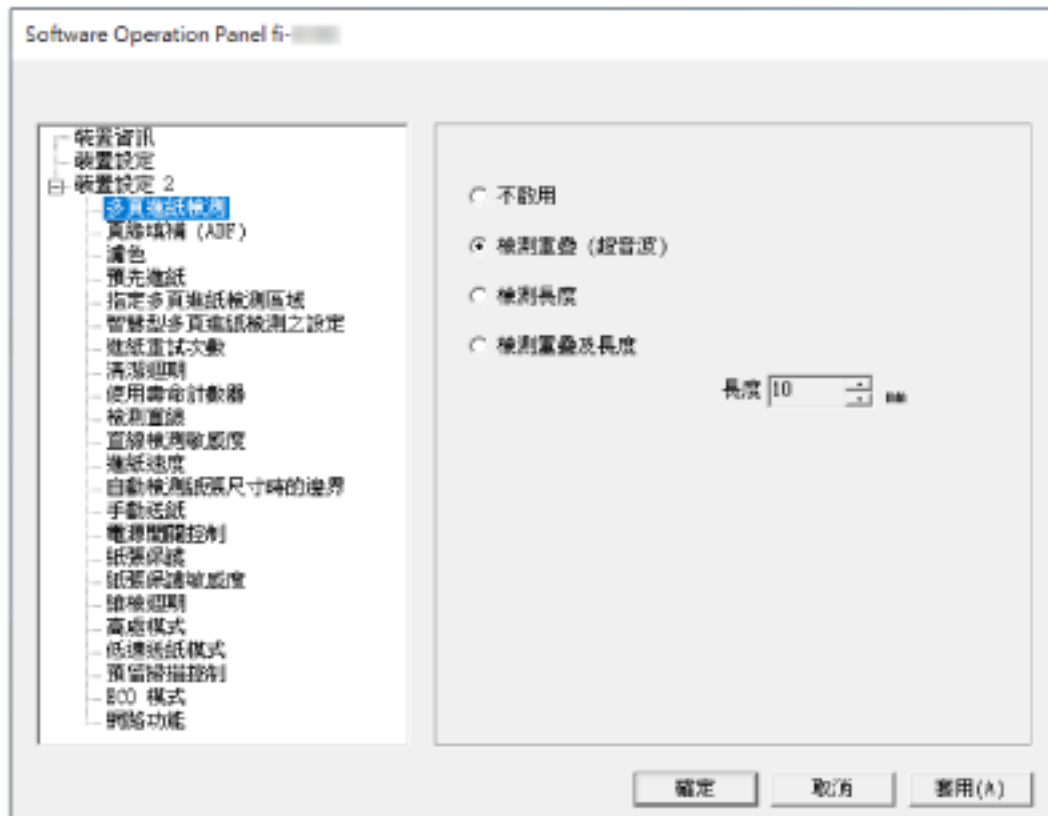 Software Operation Panel fi-
裝置資訊
裝置設定
裝置設定 2
多頁進紙檢測
頁緣填補 (ADF)
濾色
預先進紙
指定多頁進紙檢測區域
智慧型多頁進紙檢測之設定
進紙重試次數
清潔週期
使用壽命計數器
檢測直線
直線檢測敏感度
進紙速度
自動檢測紙張尺寸時的邊界
手動送紙
電源開關控制
紙張保護
紙張保護敏感度
維檢週期
高處模式
低速送紙模式
預留掃描控制
ECO 模式
網路功能
不啟用
檢測重疊 (超音波)
檢測長度
檢測重疊及長度
長度 10 mm
確定 取消 套用(A)